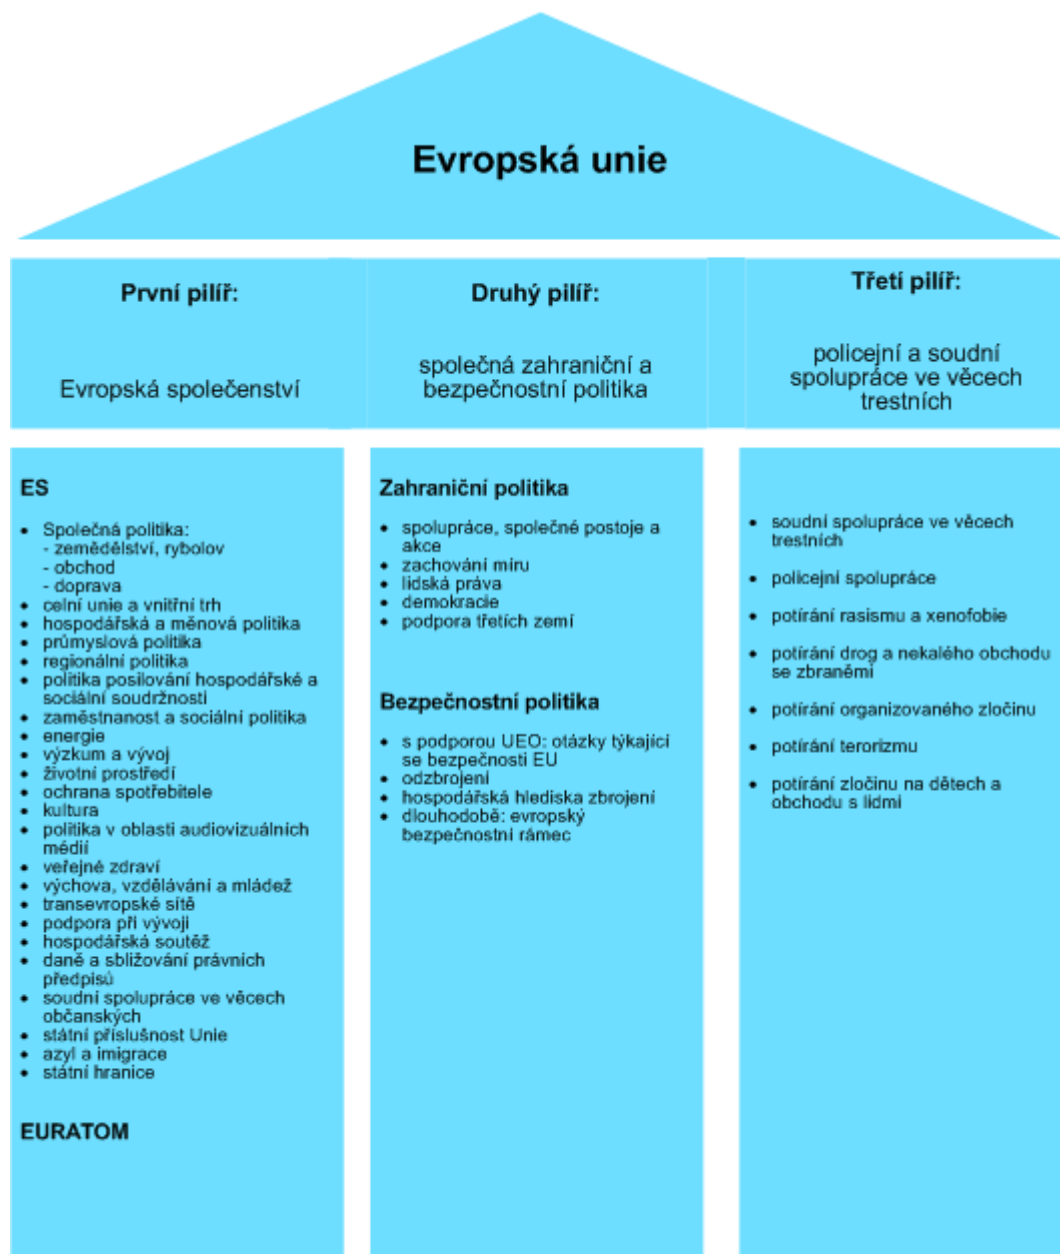 Evropská unie
První pilíř:
Evropská společenství
Druhý pilíř:
společná zahraniční a
bezpečnostní politika
Třetí pilíř:
policejní a soudní
spolupráce ve věcech
trestních
ES
• Společná politika:
- zemědělství, rybolov
- obchod
- doprava
• celní unie a vnitřní trh
• hospodářská a měnová politika
• průmyslová politika
• regionální politika
• politika posilování hospodářské a
sociální soudržnosti
• zaměstnanost a sociální politika
• energie
• výzkum a vývoj
• životní prostředí
• ochrana spotřebitele
• kultura
• politika v oblasti audiovizuálních
médií
• veřejné zdraví
• výchova, vzdělávání a mládež
• transevropské sítě
• podpora při vývoji
• hospodářská soutěž
• daně a sbližování právních
předpisů
• soudní spolupráce ve věcech
občanských
• státní příslušnost Unie
• azyl a imigrace
• státní hranice
EURATOM
Zahraniční politika
• spolupráce, společné postoje a
akce
• zachování míru
• lidská práva
• demokracie
• podpora třetích zemí
Bezpečnostní politika
• s podporou UEO: otázky týkající
se bezpečnosti EU
• odzbrojení
• hospodářská hlediska zbrojení
• dlouhodobě: evropský
bezpečnostní rámec
• soudní spolupráce ve věcech
trestních
• policejní spolupráce
• potírání rasismu a xenofobie
• potírání drog a nekalého obchodu
se zbraněmi
• potírání organizovaného zločinu
• potírání terorizmu
• potírání zločinu na dětech a
obchodu s lidmi